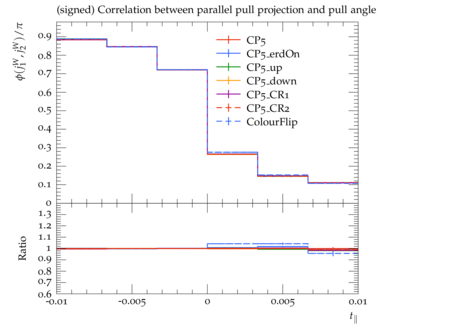 (signed) Correlation between parallel pull projection and pull angle
ϕ(j₁ᵂ, j₂ᵂ)/π
0.9
0.8
0.7
0.6
0.5
0.4
0.3
0.2
0.1
0
CP5
CP5_erdOn
CP5_up
CP5_down
CP5_CR1
CP5_CR2
ColourFlip
Ratio
1.3
1.2
1.1
1
0.9
0.8
0.7
0.6
-0.01 -0.005 0 0.005 0.01
t∥